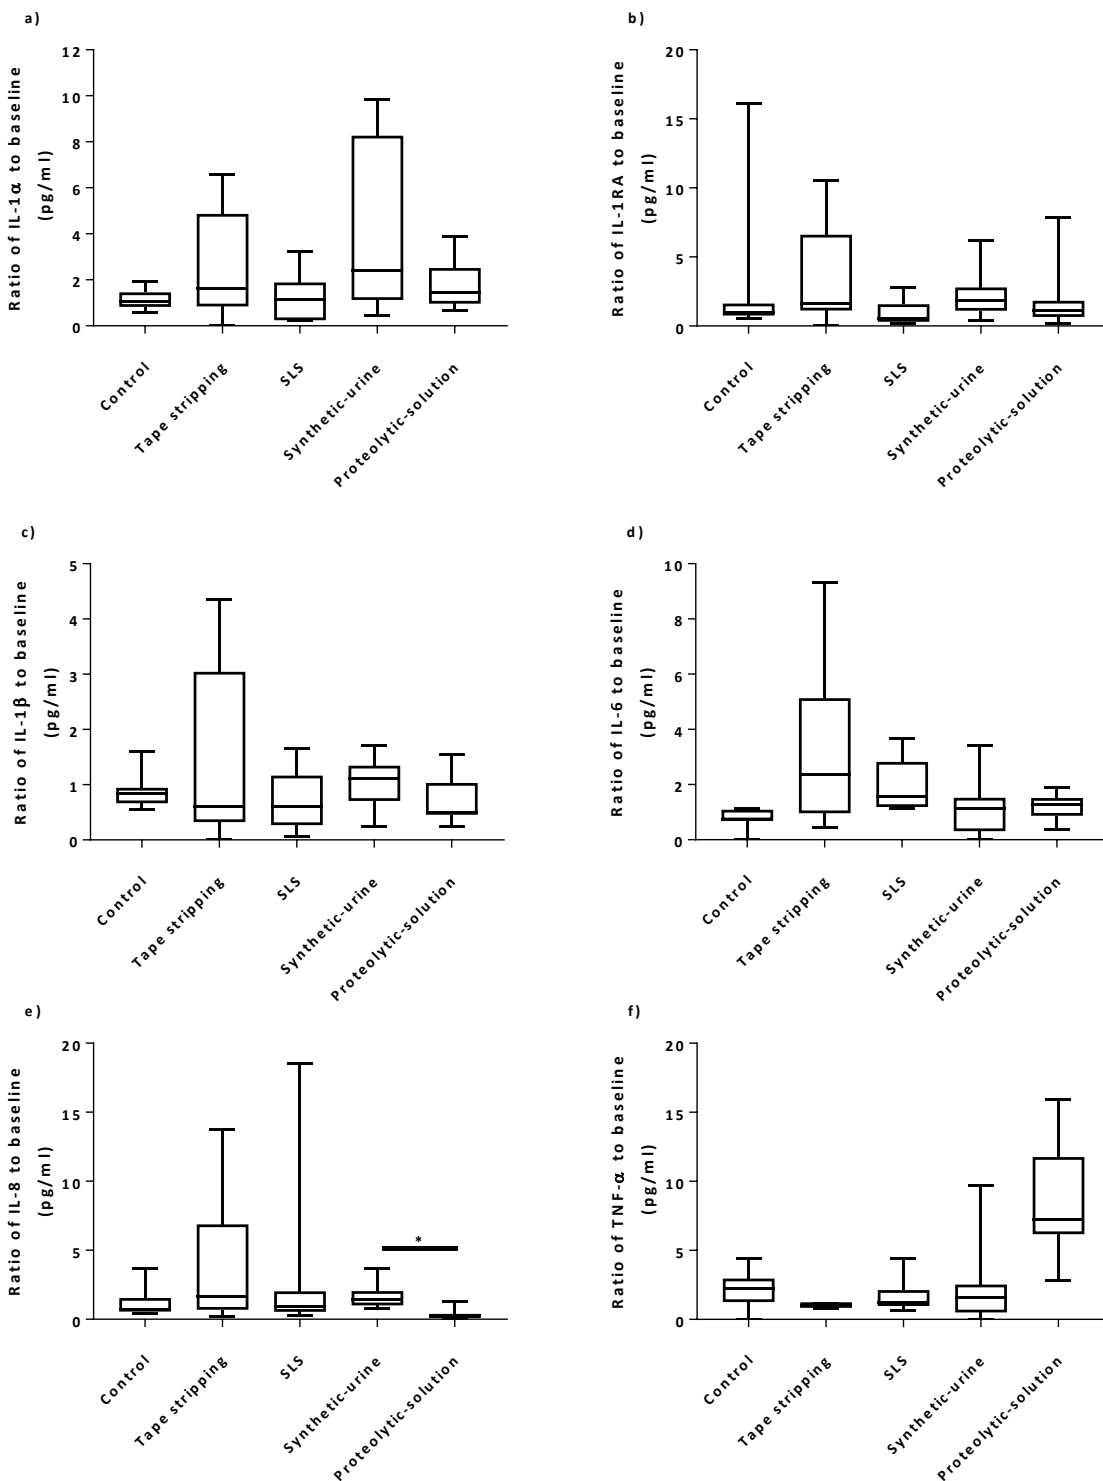 a)
Ratio of IL-1α to baseline
(pg/ml)
12
10
8
6
4
2
0
Control
Tape stripping
SLS
Synthetic-urine
Proteolytic-solution
b)
Ratio of IL-1RA to baseline
(pg/ml)
20
15
10
5
0
Control
Tape stripping
SLS
Synthetic-urine
Proteolytic-solution
c)
Ratio of IL-1β to baseline
(pg/ml)
5
4
3
2
1
0
Control
Tape stripping
SLS
Synthetic-urine
Proteolytic-solution
d)
Ratio of IL-6 to baseline
(pg/ml)
10
8
6
4
2
0
Control
Tape stripping
SLS
Synthetic-urine
Proteolytic-solution
e)
Ratio of IL-8 to baseline
(pg/ml)
20
15
10
5
0
*
Control
Tape stripping
SLS
Synthetic-urine
Proteolytic-solution
f)
Ratio of TNF-α to baseline
(pg/ml)
20
15
10
5
0
Control
Tape stripping
SLS
Synthetic-urine
Proteolytic-solution